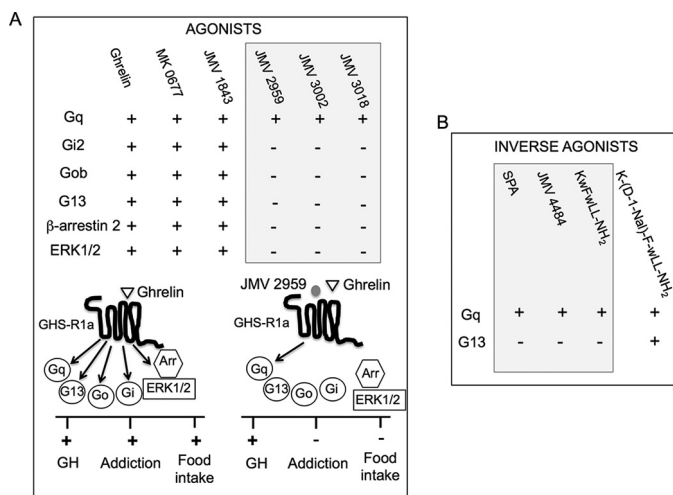 A
AGONISTS
Ghrelin MK 0677 JMV 1843 JMV 2959 JMV 3002 JMV 3018
Gq + + + + + +
Gi2 + + + - - -
Gob + + + - - -
G13 + + + - - -
β-arrestin 2 + + + - - -
ERK1/2 + + + - - -
Ghrelin
GHS-R1a
Gq
G13
Go
Gi
Arr
ERK1/2
+ + +
GH Addiction Food
intake
JMV 2959 Ghrelin
GHS-R1a
Gq
G13
Go
Gi
Arr
ERK1/2
+ - -
GH Addiction Food
intake
B
INVERSE AGONISTS
SPA JMV 4484 KwFwLL-NH₂ K-(D-1-Nal)-F-wLL-NH₂
Gq + + + +
G13 - - - +